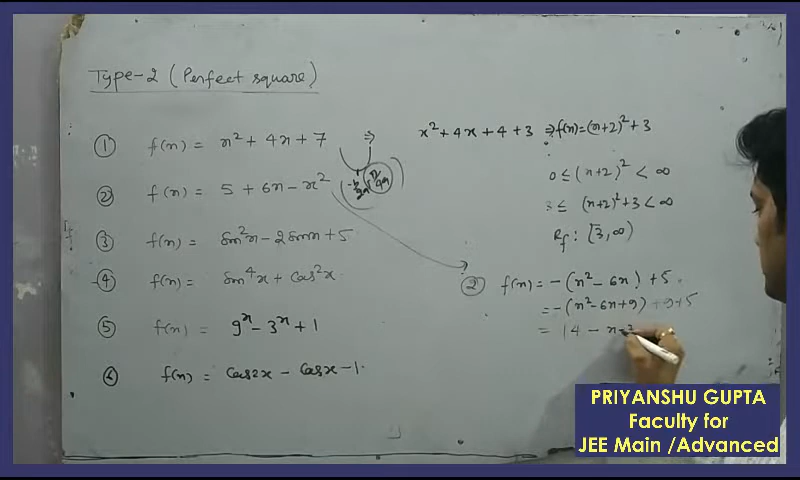 Type-2 (Perfect square)
① f(x) = x² + 4x + 7 ⇒
② f(x) = 5 + 6x - x²
③ f(x) = sin²x - 2sinx + 5
④ f(x) = sin⁴x + cos²x
⑤ f(x) = 9ˣ - 3ˣ + 1
⑥ f(x) = cos2x - cosx - 1
x² + 4x + 4 + 3 ⇒ f(x) = (x+2)² + 3
0 ≤ (x+2)² < ∞
3 ≤ (x+2)² + 3 < ∞
Rf : [3, ∞)
② f(x) = -(x² - 6x) + 5
= -(x² - 6x + 9) + 9 + 5
= 14 - x
PRIYANSHU GUPTA
Faculty for
JEE Main /Advanced